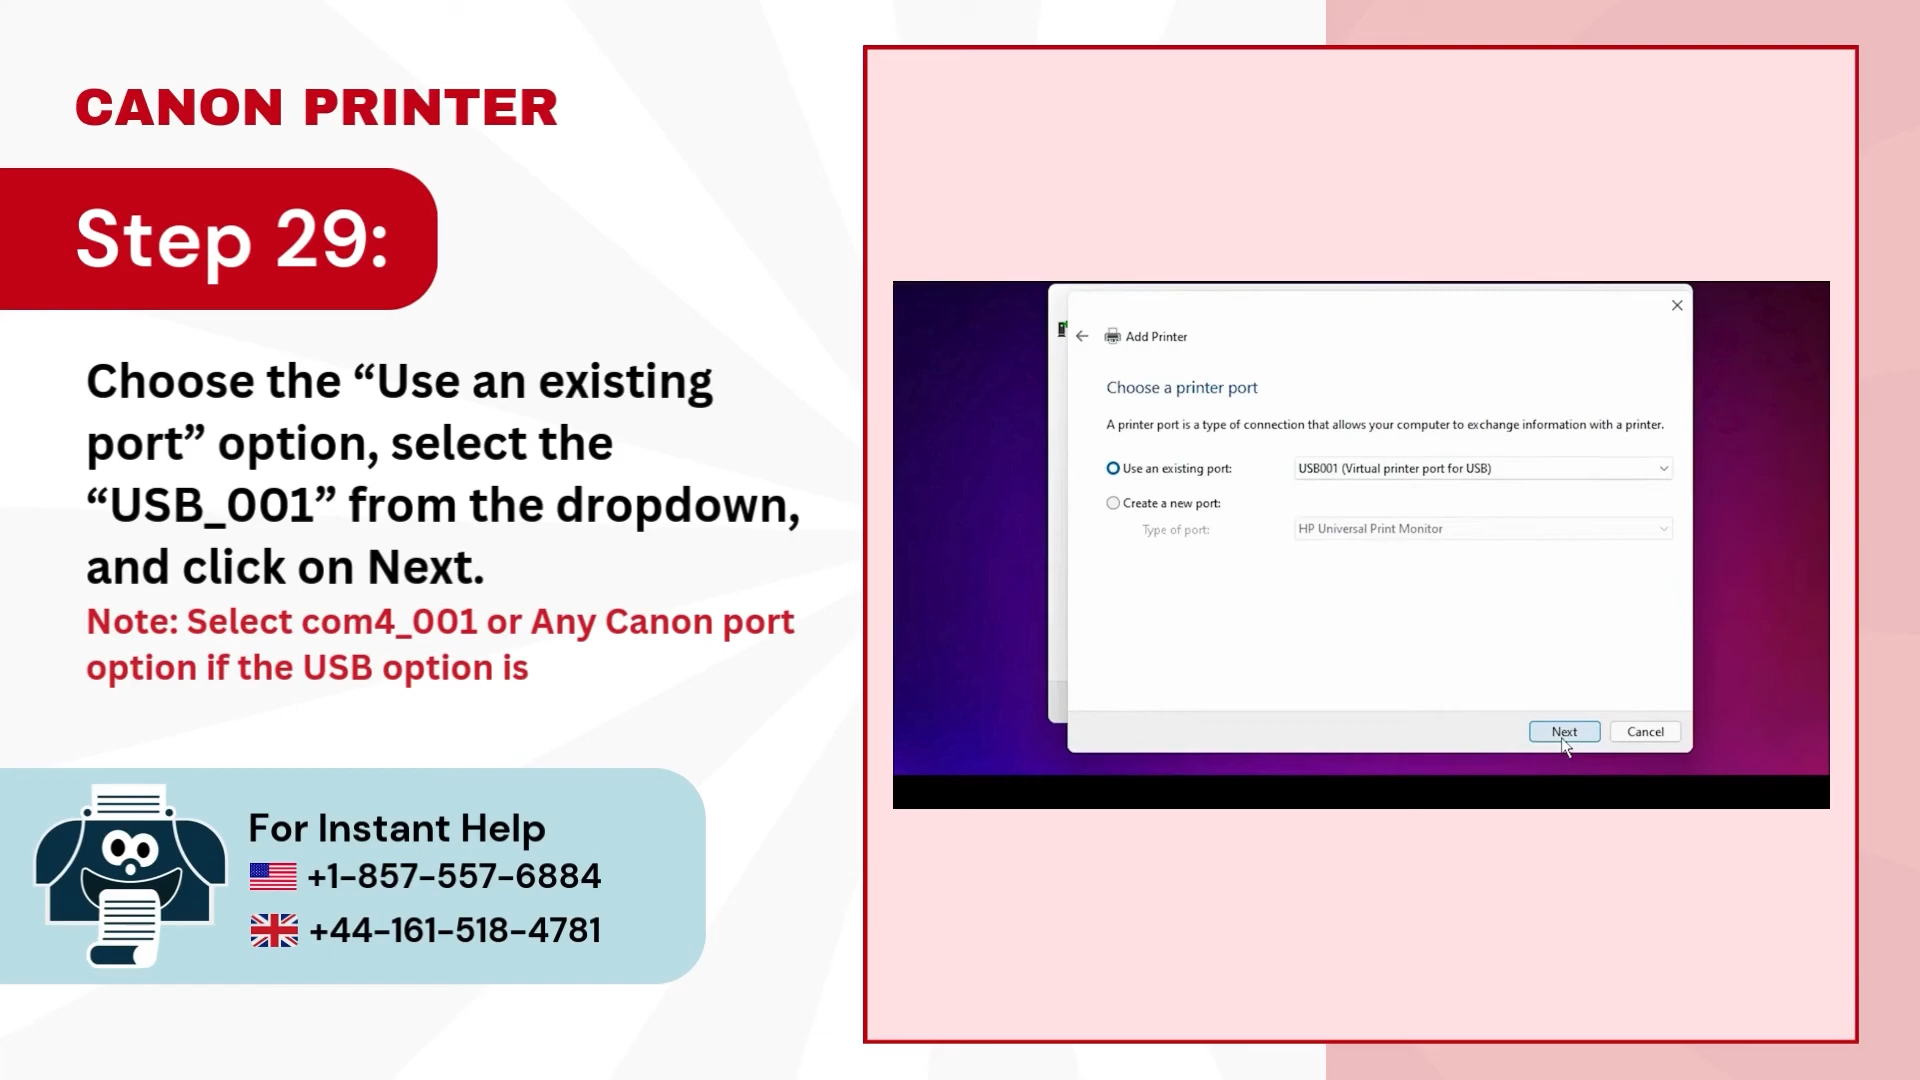 CANON PRINTER
Step 29:
Choose the “Use an existing
port” option, select the
“USB_001” from the dropdown,
and click on Next.
Note: Select com4_001 or Any Canon port
option if the USB option is
For Instant Help
+1-857-557-6884
+44-161-518-4781
Add Printer
Choose a printer port
A printer port is a type of connection that allows your computer to exchange information with a printer.
Use an existing port: USB001 (Virtual printer port for USB)
Create a new port:
Type of port: HP Universal Print Monitor
Next Cancel